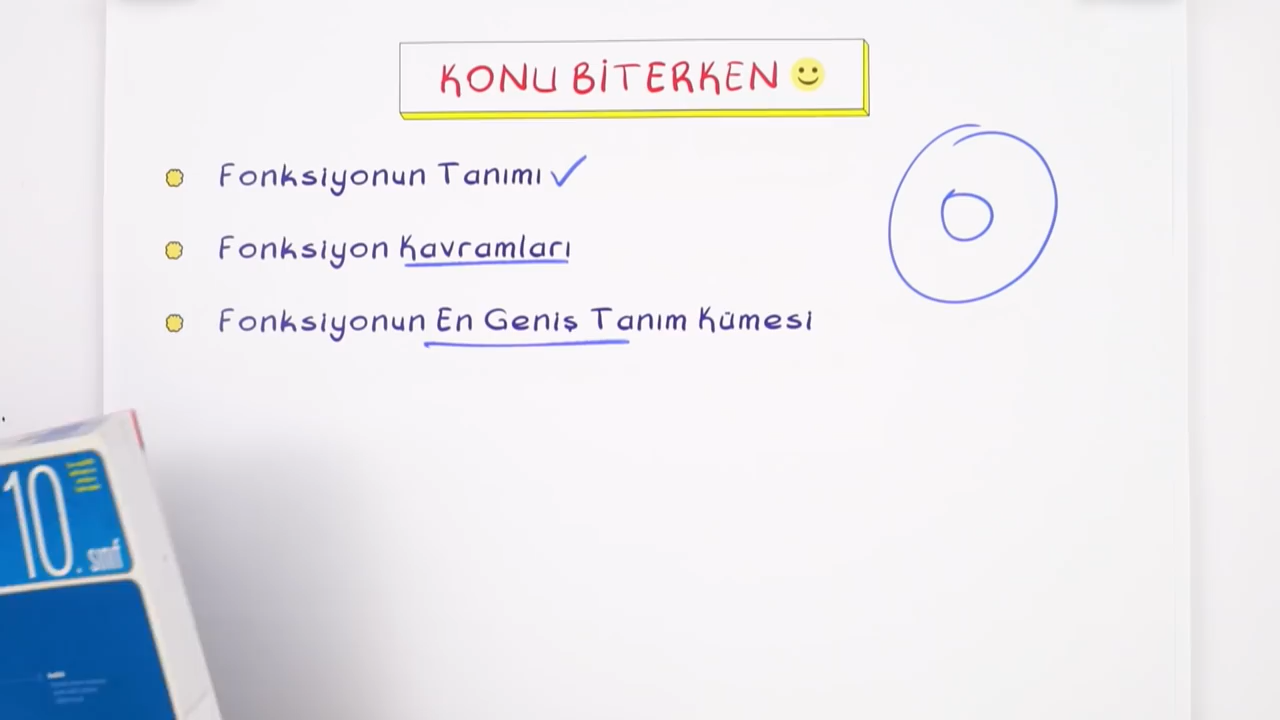 KONU BİTERKEN
Fonksiyonun Tanımı
Fonksiyon Kavramları
Fonksiyonun En Geniş Tanım Kümesi
10. sınıf